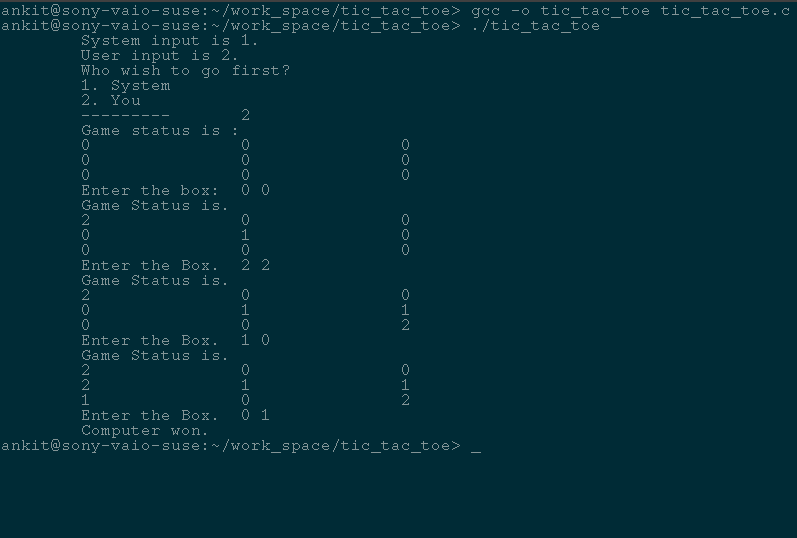 ankit@sony-vaio-suse:~/work_space/tic_tac_toe> gcc -o tic_tac_toe tic_tac_toe.c
ankit@sony-vaio-suse:~/work_space/tic_tac_toe> ./tic_tac_toe
System input is 1.
User input is 2.
Who wish to go first?
1. System
2. You
--------- 2
Game status is :
0 0 0
0 0 0
0 0 0
Enter the box: 0 0
Game Status is.
2 0 0
0 1 0
0 0 0
Enter the Box. 2 2
Game Status is.
2 0 0
0 1 1
0 0 2
Enter the Box. 1 0
Game Status is.
2 0 0
2 1 1
1 0 2
Enter the Box. 0 1
Computer won.
ankit@sony-vaio-suse:~/work_space/tic_tac_toe> _